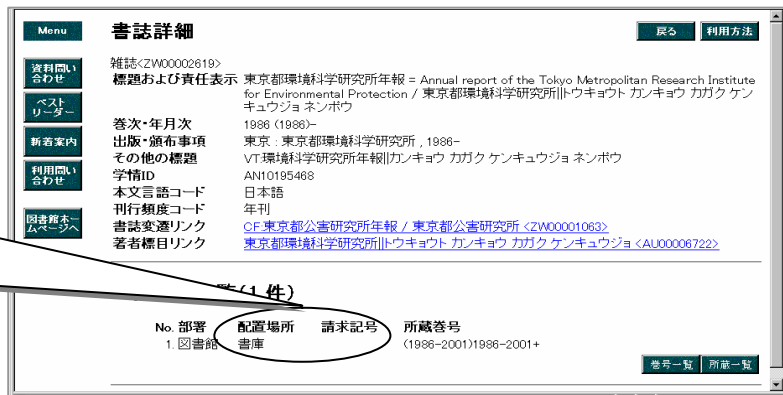 Menu
書誌詳細
戻る
利用方法
資料問い
合わせ
ベスト
リーダー
新着案内
利用問い
合わせ
図書館ホー
ムページへ
雑誌<ZW00002619>
標題および責任表示 東京都環境科学研究所年報 = Annual report of the Tokyo Metropolitan Research Institute
for Environmental Protection / 東京都環境科学研究所||トウキョウト カンキョウ カガク ケン
キュウジョ ネンポウ
巻次・年月次 1986 (1986)-
出版・頒布事項 東京 : 東京都環境科学研究所 , 1986-
その他の標題 VT:環境科学研究所年報||カンキョウ カガク ケンキュウジョ ネンポウ
学情ID AN10195468
本文言語コード 日本語
刊行頻度コード 年刊
書誌変遷リンク CF:東京都公害研究所年報 / 東京都公害研究所 <ZW00001063>
著者標目リンク 東京都環境科学研究所||トウキョウト カンキョウ カガク ケンキュウジョ <AU00006722>
(1 件)
No. 部署 配置場所 請求記号 所蔵巻号
1. 図書館 書庫 (1986-2001)1986-2001+
巻号一覧 所蔵一覧